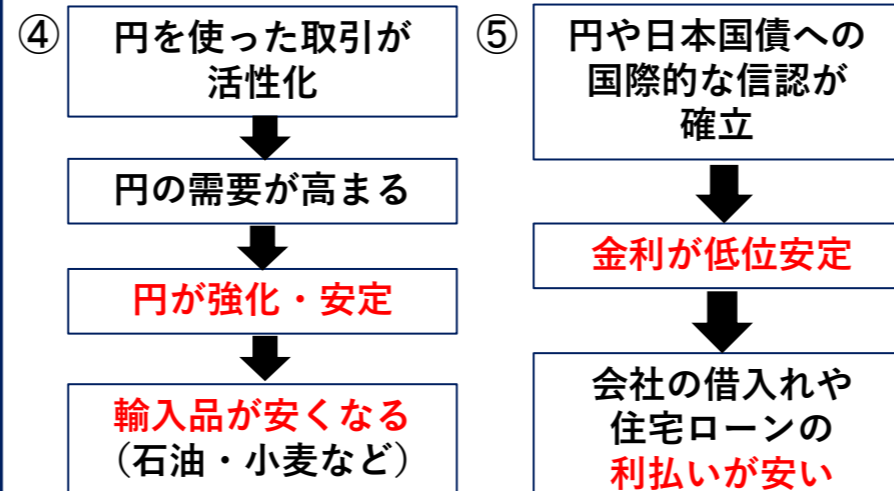 ④
円を使った取引が
活性化
円の需要が高まる
円が強化・安定
輸入品が安くなる
（石油・小麦など）
⑤
円や日本国債への
国際的な信認が
確立
金利が低位安定
会社の借入れや
住宅ローンの
利払いが安い